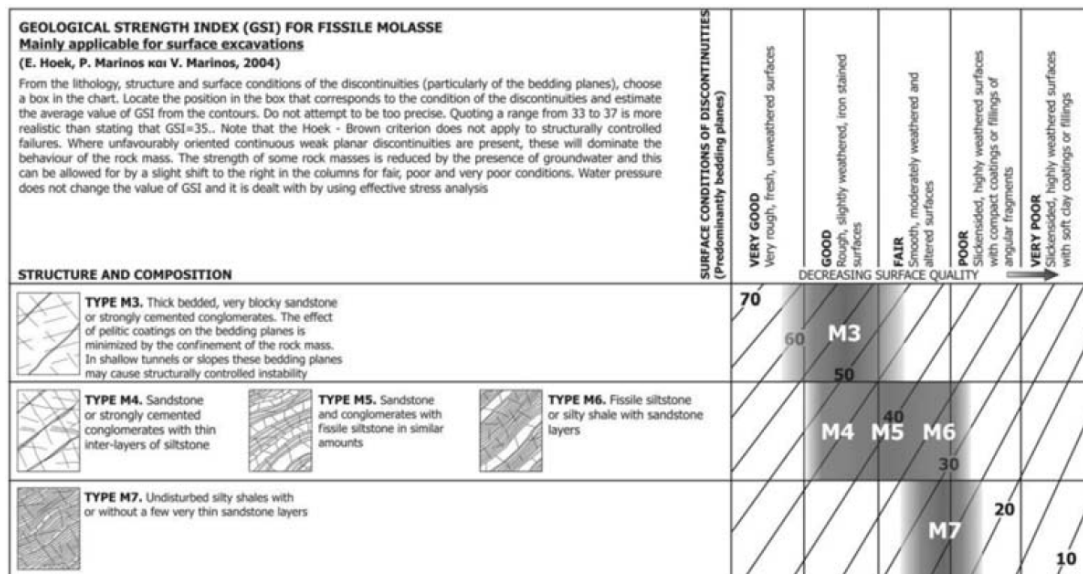 GEOLOGICAL STRENGTH INDEX (GSI) FOR FISSILE MOLASSE
Mainly applicable for surface excavations
(E. Hoek, P. Marinos και V. Marinos, 2004)
From the lithology, structure and surface conditions of the discontinuities (particularly of the bedding planes), choose
a box in the chart. Locate the position in the box that corresponds to the condition of the discontinuities and estimate
the average value of GSI from the contours. Do not attempt to be too precise. Quoting a range from 33 to 37 is more
realistic than stating that GSI=35.. Note that the Hoek - Brown criterion does not apply to structurally controlled
failures. Where unfavourably oriented continuous weak planar discontinuities are present, these will dominate the
behaviour of the rock mass. The strength of some rock masses is reduced by the presence of groundwater and this
can be allowed for by a slight shift to the right in the columns for fair, poor and very poor conditions. Water pressure
does not change the value of GSI and it is dealt with by using effective stress analysis
SURFACE CONDITIONS OF DISCONTINUITIES
(Predominantly bedding planes)
VERY GOOD
Very rough, fresh, unweathered surfaces
GOOD
Rough, slightly weathered, iron stained
surfaces
FAIR
Smooth, moderately weathered and
altered surfaces
POOR
Slickensided, highly weathered surfaces
with compact coatings or fillings of
angular fragments
VERY POOR
Slickensided, highly weathered surfaces
with soft clay coatings or fillings
STRUCTURE AND COMPOSITION
DECREASING SURFACE QUALITY
TYPE M3. Thick bedded, very blocky sandstone
or strongly cemented conglomerates. The effect
of pelitic coatings on the bedding planes is
minimized by the confinement of the rock mass.
In shallow tunnels or slopes these bedding planes
may cause structurally controlled instability
70
60
M3
50
TYPE M4. Sandstone
or strongly cemented
conglomerates with thin
inter-layers of siltstone
TYPE M5. Sandstone
and conglomerates with
fissile siltstone in similar
amounts
TYPE M6. Fissile siltstone
or silty shale with sandstone
layers
40
M4 M5 M6
30
TYPE M7. Undisturbed silty shales with
or without a few very thin sandstone layers
20
M7
10